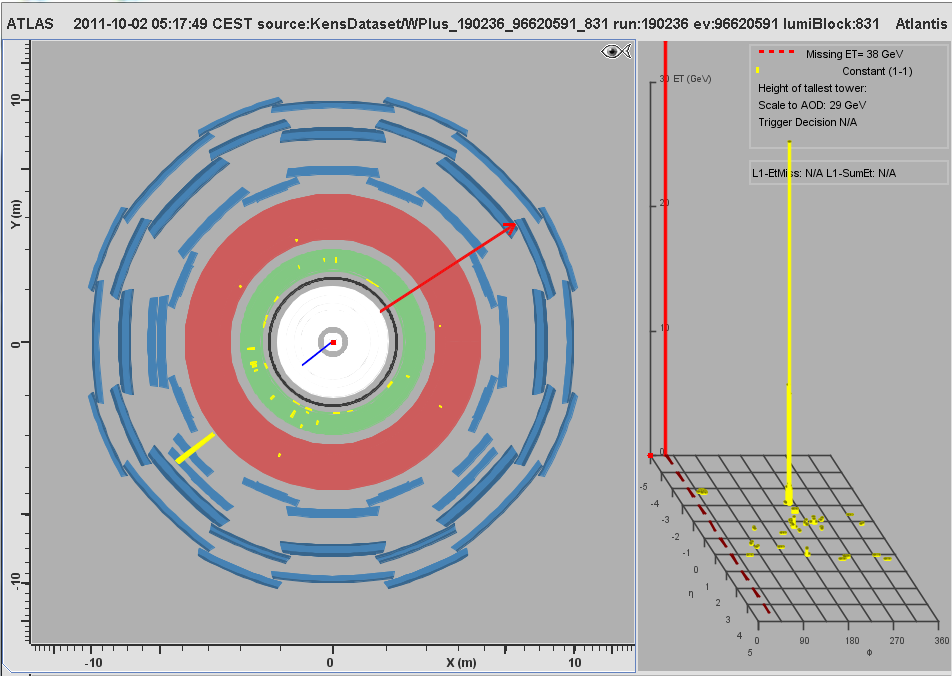 ATLAS 2011-10-02 05:17:49 CEST source:KensDataset/WPlus_190236_96620591_831 run:190236 ev:96620591 lumiBlock:831 Atlantis
10
Y (m)
0
-10
-10
0
X (m)
10
30 ET (GeV)
20
10
0
Missing ET= 38 GeV
Constant (1-1)
Height of tallest tower:
Scale to AOD: 29 GeV
Trigger Decision N/A
L1-EtMiss: N/A L1-SumEt: N/A
-5
-4
-3
-2
-1
0
η
1
2
3
4
5
0
90
180
270
360
Φ